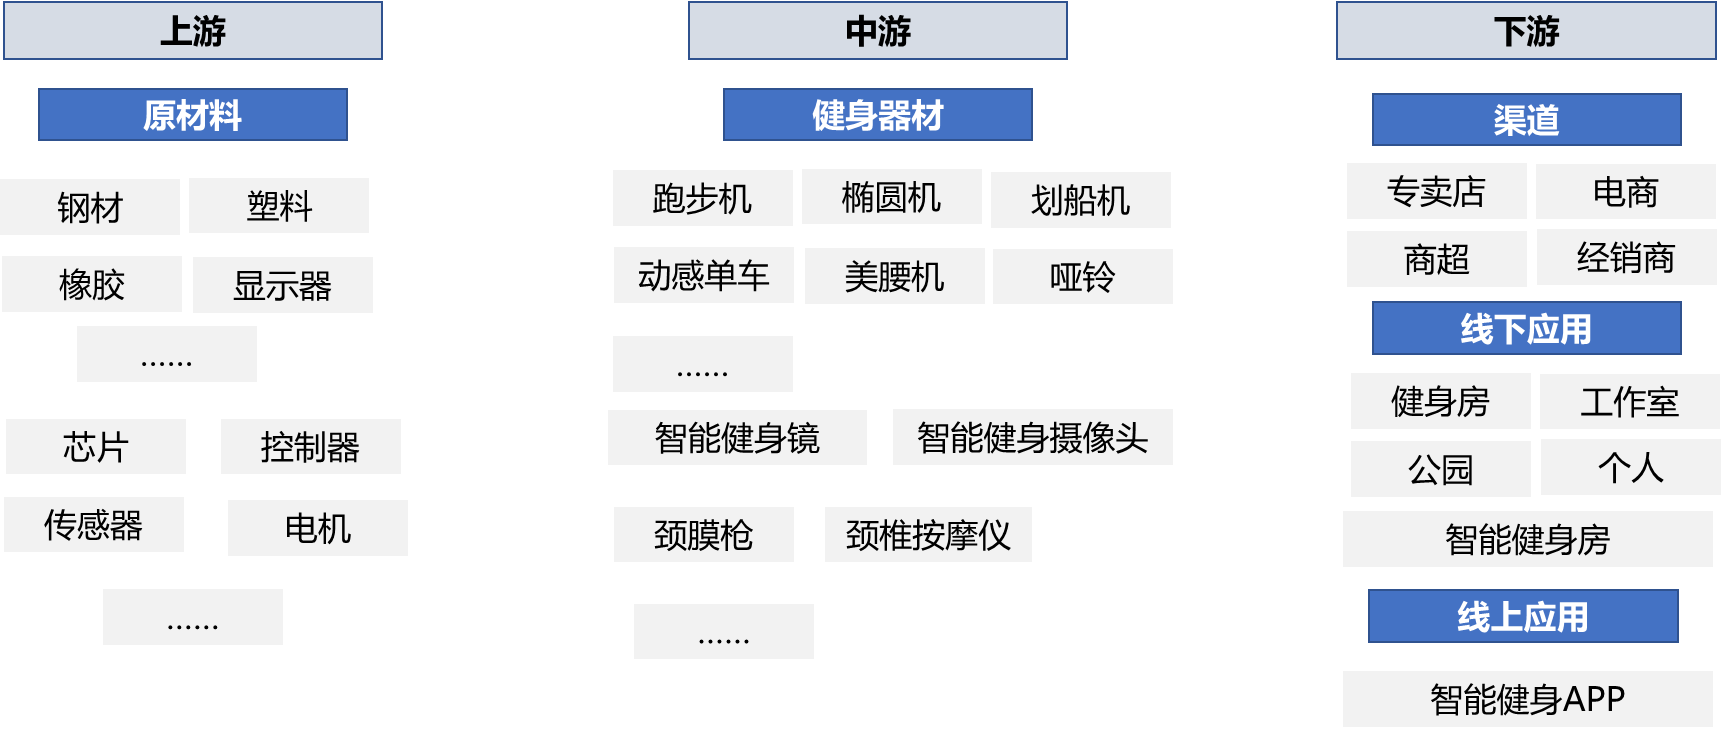 上游
原材料
钢材
塑料
橡胶
显示器
……
芯片
控制器
传感器
电机
……
中游
健身器材
跑步机
椭圆机
划船机
动感单车
美腰机
哑铃
……
智能健身镜
智能健身摄像头
颈膜枪
颈椎按摩仪
……
下游
渠道
专卖店
电商
商超
经销商
线下应用
健身房
工作室
公园
个人
智能健身房
线上应用
智能健身APP